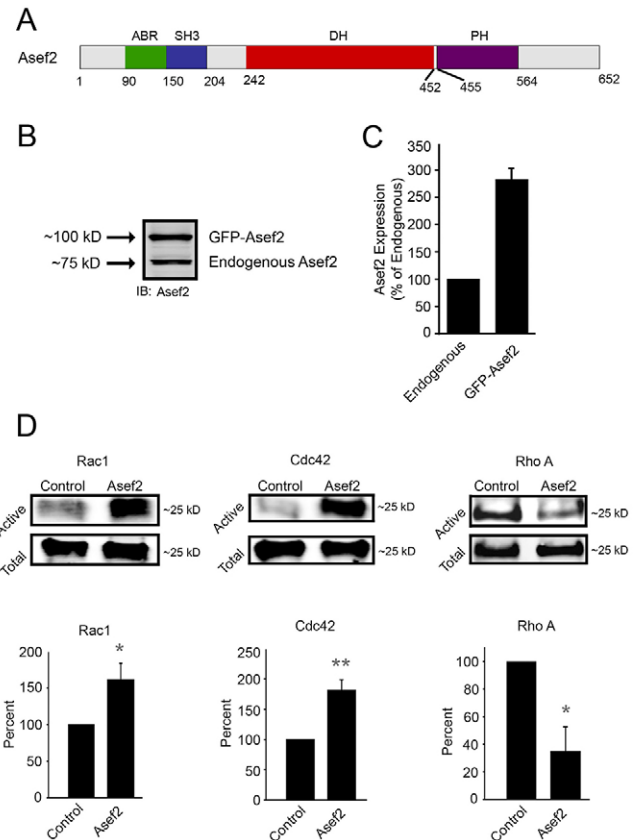 A
ABR SH3 DH PH
Asef2
1 90 150 204 242 452 455 564 652
B
~100 kD GFP-Asef2
~75 kD Endogenous Asef2
IB: Asef2
C
Asef2 Expression
(% of Endogenous)
350
300
250
200
150
100
50
0
Endogenous GFP-Asef2
D
Rac1 Cdc42 Rho A
Control Asef2 Control Asef2 Control Asef2
Active ~25 kD Active ~25 kD Active ~25 kD
Total ~25 kD Total ~25 kD Total ~25 kD
Rac1
Percent
200
150
100
50
0
*
Control Asef2
Cdc42
Percent
250
200
150
100
50
0
**
Control Asef2
Rho A
Percent
100
80
60
40
20
0
*
Control Asef2